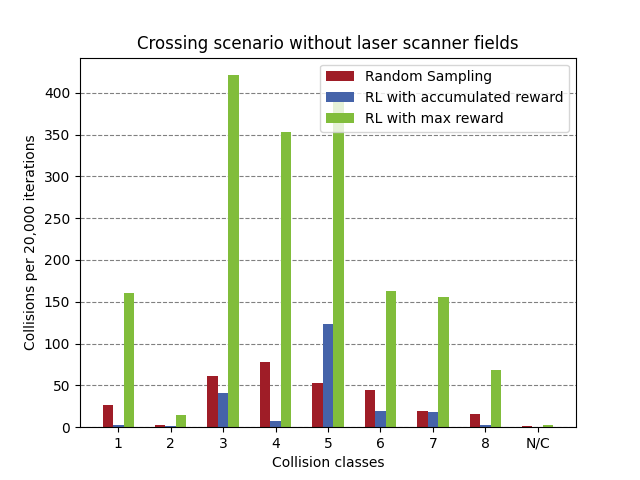 Crossing scenario without laser scanner fields
Random Sampling
RL with accumulated reward
RL with max reward
Collisions per 20,000 iterations
400
350
300
250
200
150
100
50
0
1 2 3 4 5 6 7 8 N/C
Collision classes